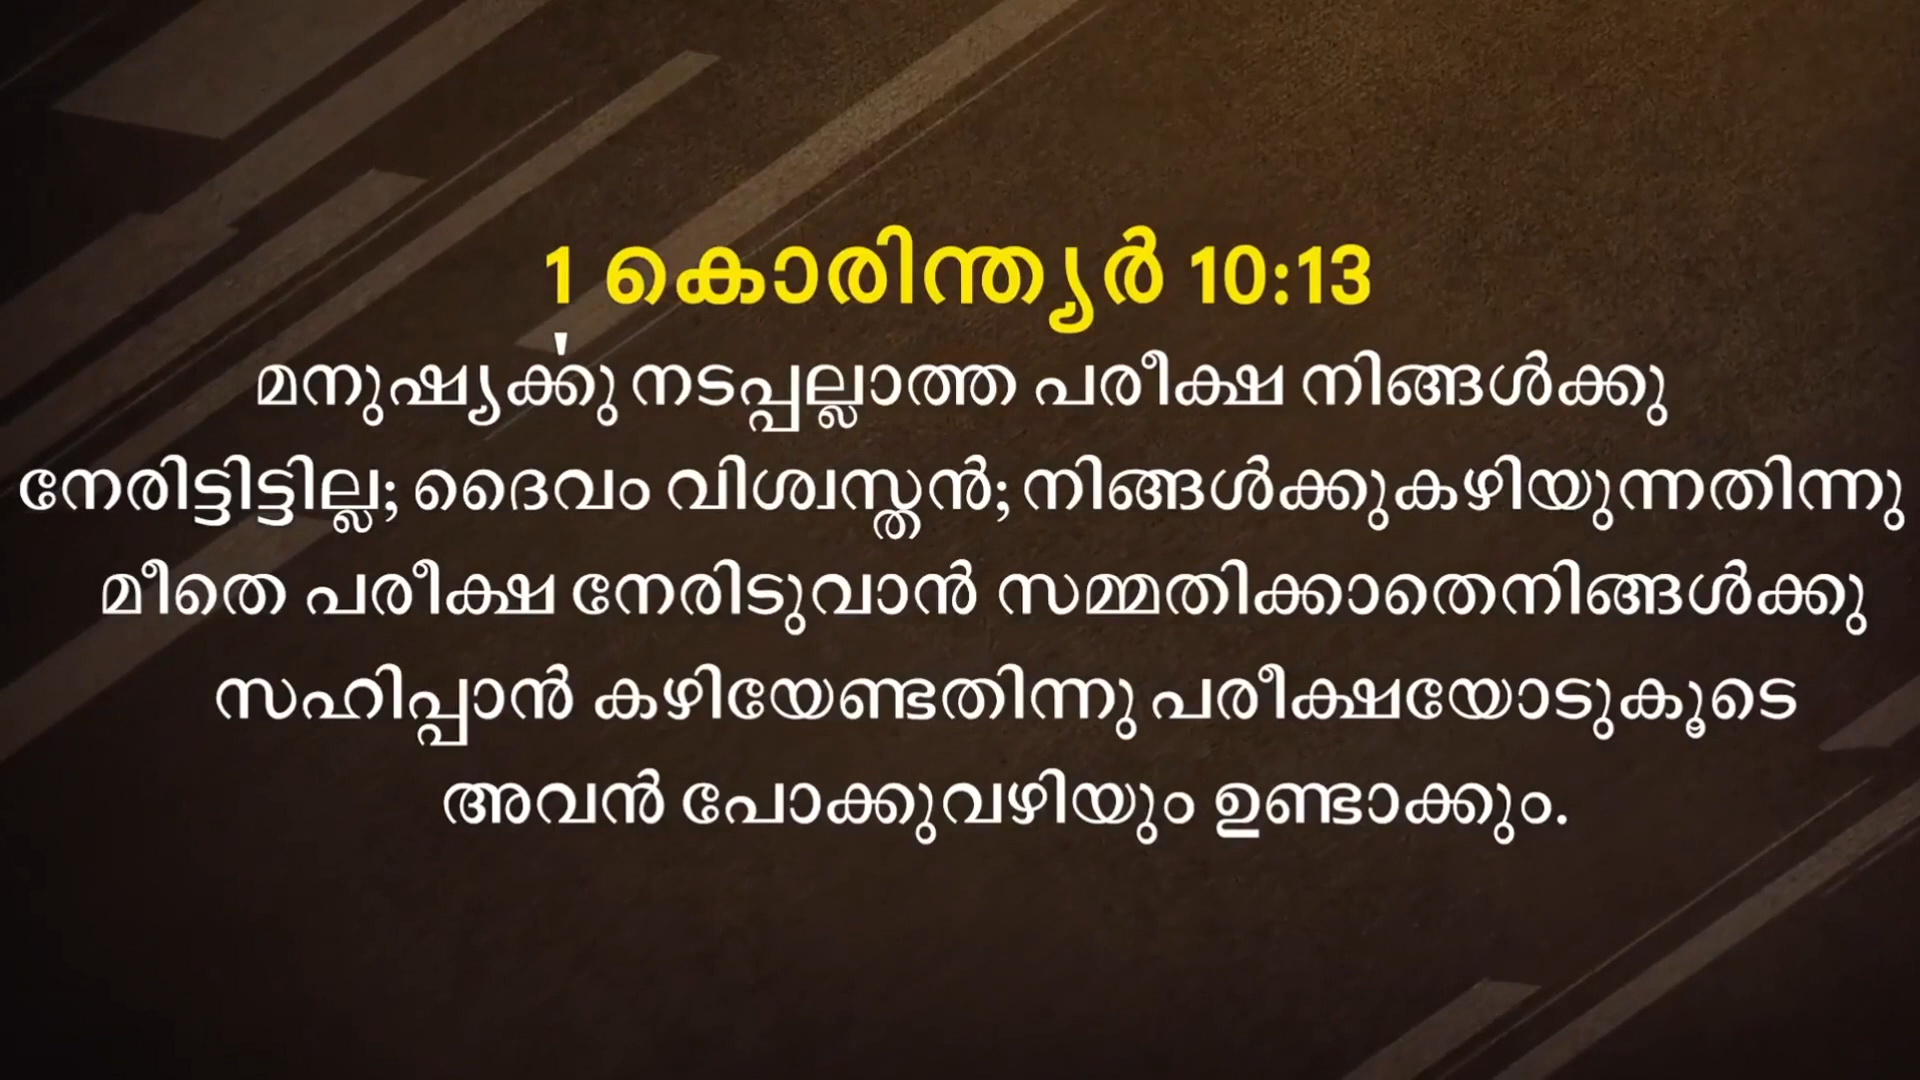 1 കൊരിന്ത്യർ 10:13
മനുഷ്യൎക്കു നടപ്പല്ലാത്ത പരീക്ഷ നിങ്ങൾക്കു
നേരിട്ടിട്ടില്ല; ദൈവം വിശ്വസ്തൻ; നിങ്ങൾക്കുകഴിയുന്നതിന്നു
മീതെ പരീക്ഷ നേരിടുവാൻ സമ്മതിക്കാതെനിങ്ങൾക്കു
സഹിപ്പാൻ കഴിയേണ്ടതിന്നു പരീക്ഷയോടുകൂടെ
അവൻ പോക്കുവഴിയും ഉണ്ടാക്കും.